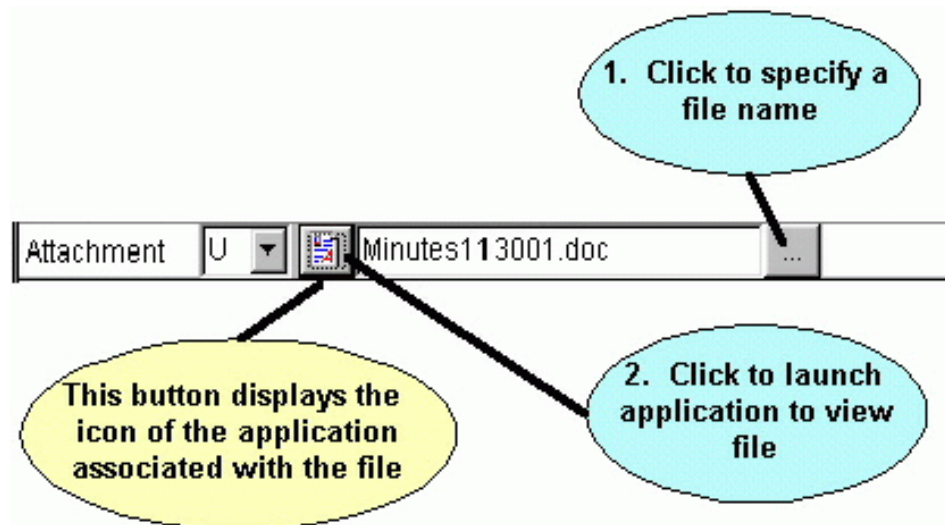 1. Click to specify a
file name
Attachment U Minutes113001.doc ...
This button displays the
icon of the application
associated with the file
2. Click to launch
application to view
file